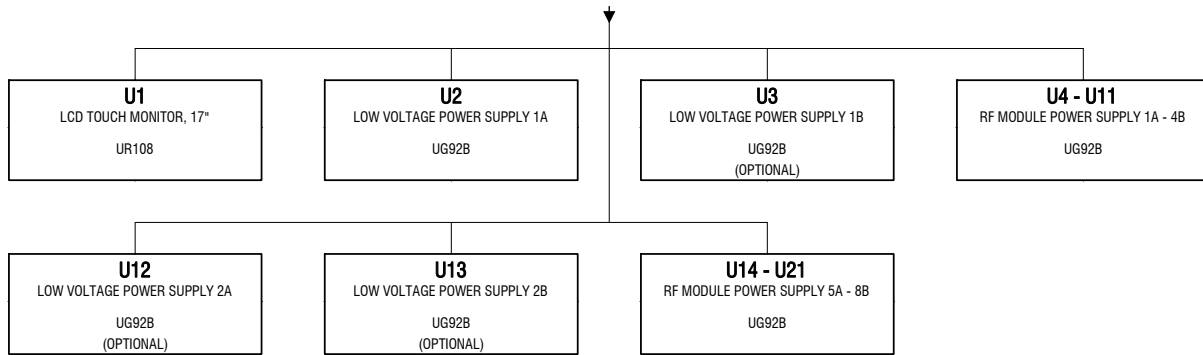 U1
LCD TOUCH MONITOR, 17"
UR108
U2
LOW VOLTAGE POWER SUPPLY 1A
UG92B
U3
LOW VOLTAGE POWER SUPPLY 1B
UG92B
(OPTIONAL)
U4 - U11
RF MODULE POWER SUPPLY 1A - 4B
UG92B
U12
LOW VOLTAGE POWER SUPPLY 2A
UG92B
(OPTIONAL)
U13
LOW VOLTAGE POWER SUPPLY 2B
UG92B
(OPTIONAL)
U14 - U21
RF MODULE POWER SUPPLY 5A - 8B
UG92B